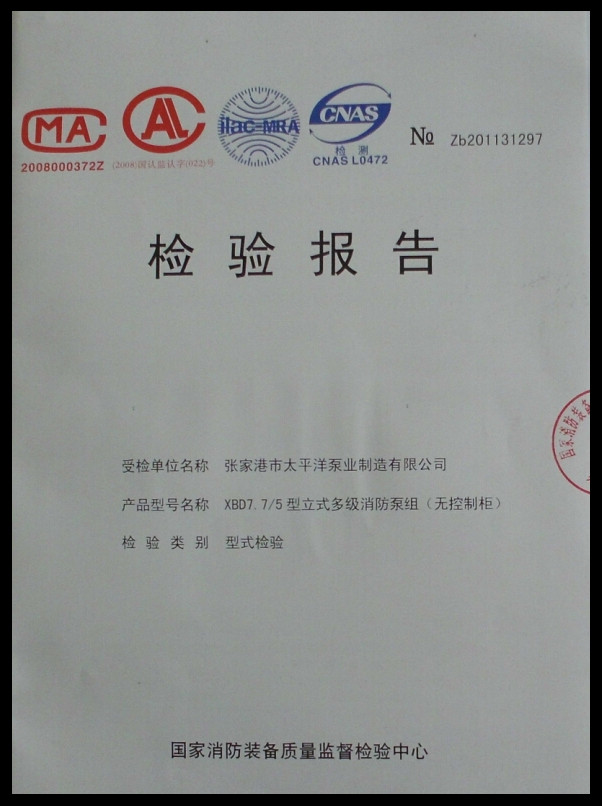 MA
2008000372Z
AL
(2008)国认监认字(022)号
ilac-MRA
CNAS
检 测
CNAS L0472
№ Zb201131297
检 验 报 告
受检单位名称 张家港市太平洋泵业制造有限公司
产品型号名称 XBD7.7/5 型立式多级消防泵组（无控制柜）
检 验 类 别 型式检验
国家消防装备质量监督检验中心